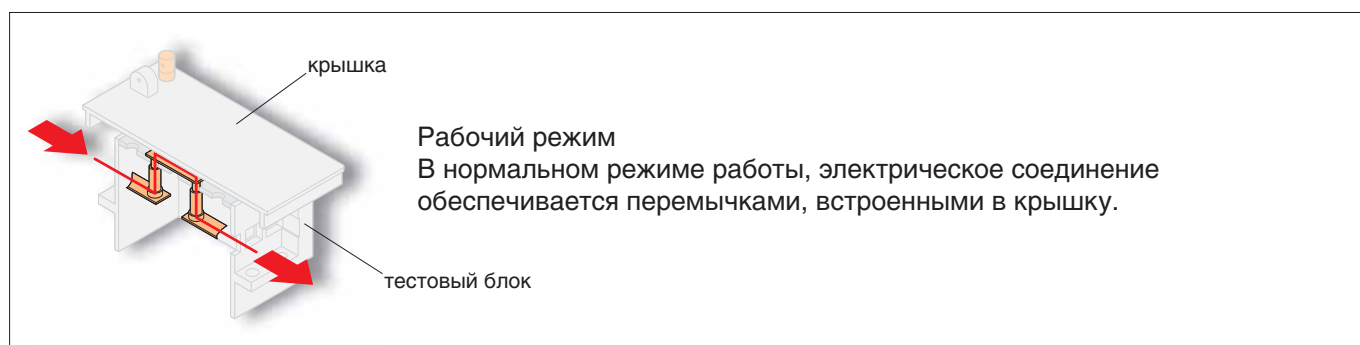 крышка
Рабочий режим
В нормальном режиме работы, электрическое соединение
обеспечивается перемычками, встроенными в крышку.
тестовый блок